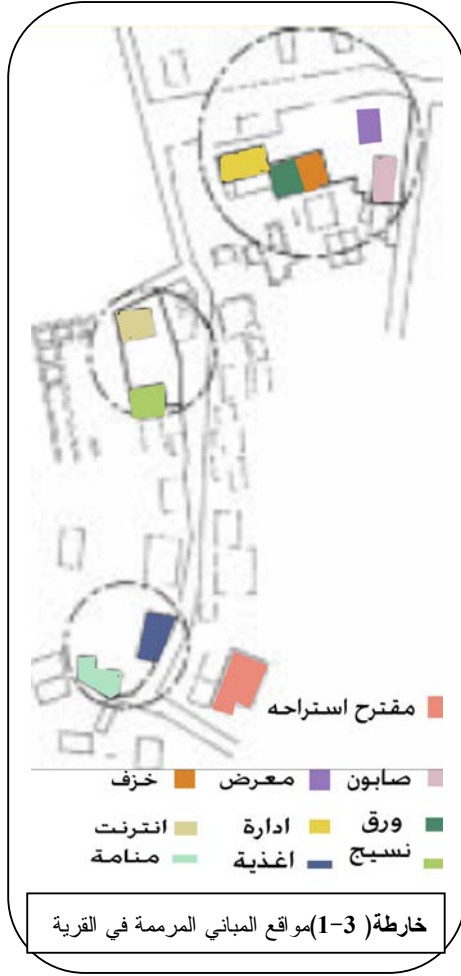 مقترح استراحه
صابون معرض خزف
ورق ادارة انترنت
نسيج اغذية منامة
خارطة( 3-1)مواقع المباني المرممة في القرية